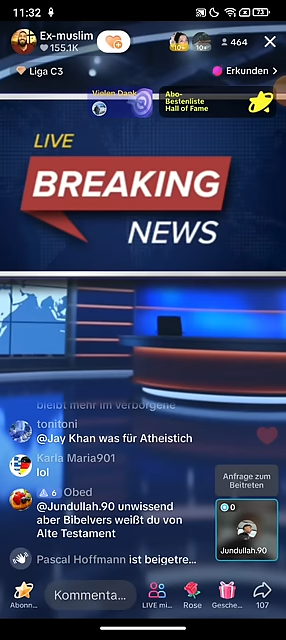 11:32
73
Ex-muslim
155.1K
10+
10+
464
Liga C3
Erkunden >
Vielen Dank
Abo-
Bestenliste
Hall of Fame
LIVE
BREAKING
NEWS
bleibt mehr im verborgene
tonitoni
@Jay Khan was für Atheistich
Karla Maria901
lol
6 Obed
@Jundullah.90 unwissend
aber Bibelvers weißt du von
Alte Testament
Pascal Hoffmann ist beigetre...
Anfrage zum
Beitreten
0
Jundullah.90
Abonn...
Kommenta...
LIVE mi...
Rose
Gesche...
107